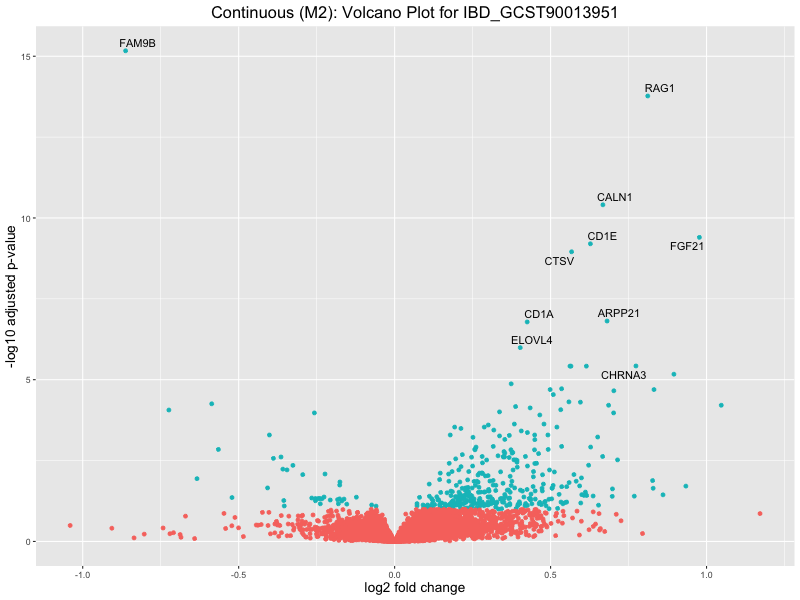 Continuous (M2): Volcano Plot for IBD_GCST90013951
FAM9B
RAG1
CALN1
CD1E
FGF21
CTSV
CD1A
ARPP21
ELOVL4
CHRNA3
15
10
5
0
-log10 adjusted p-value
-1.0
-0.5
0.0
0.5
1.0
log2 fold change